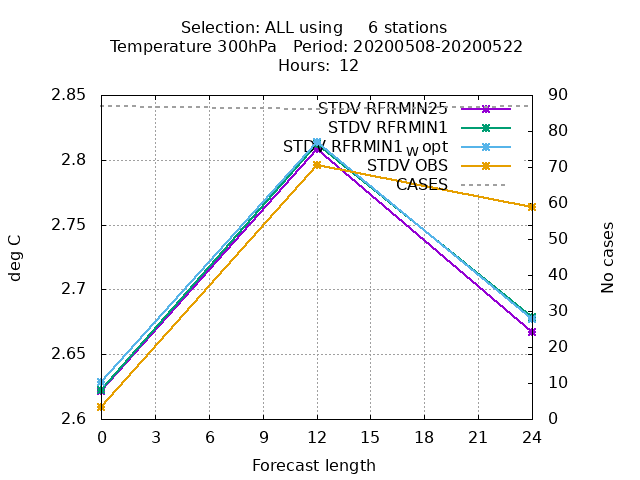 Selection: ALL using     6 stations
Temperature 300hPa   Period: 20200508-20200522
Hours:  12
2.85
2.8
2.75
2.7
2.65
2.6
90
80
70
60
50
40
30
20
10
0
STDV RFRMIN25
STDV RFRMIN1
STDV RFRMIN1w opt
STDV OBS
CASES
deg C
No cases
0 3 6 9 12 15 18 21 24
Forecast length